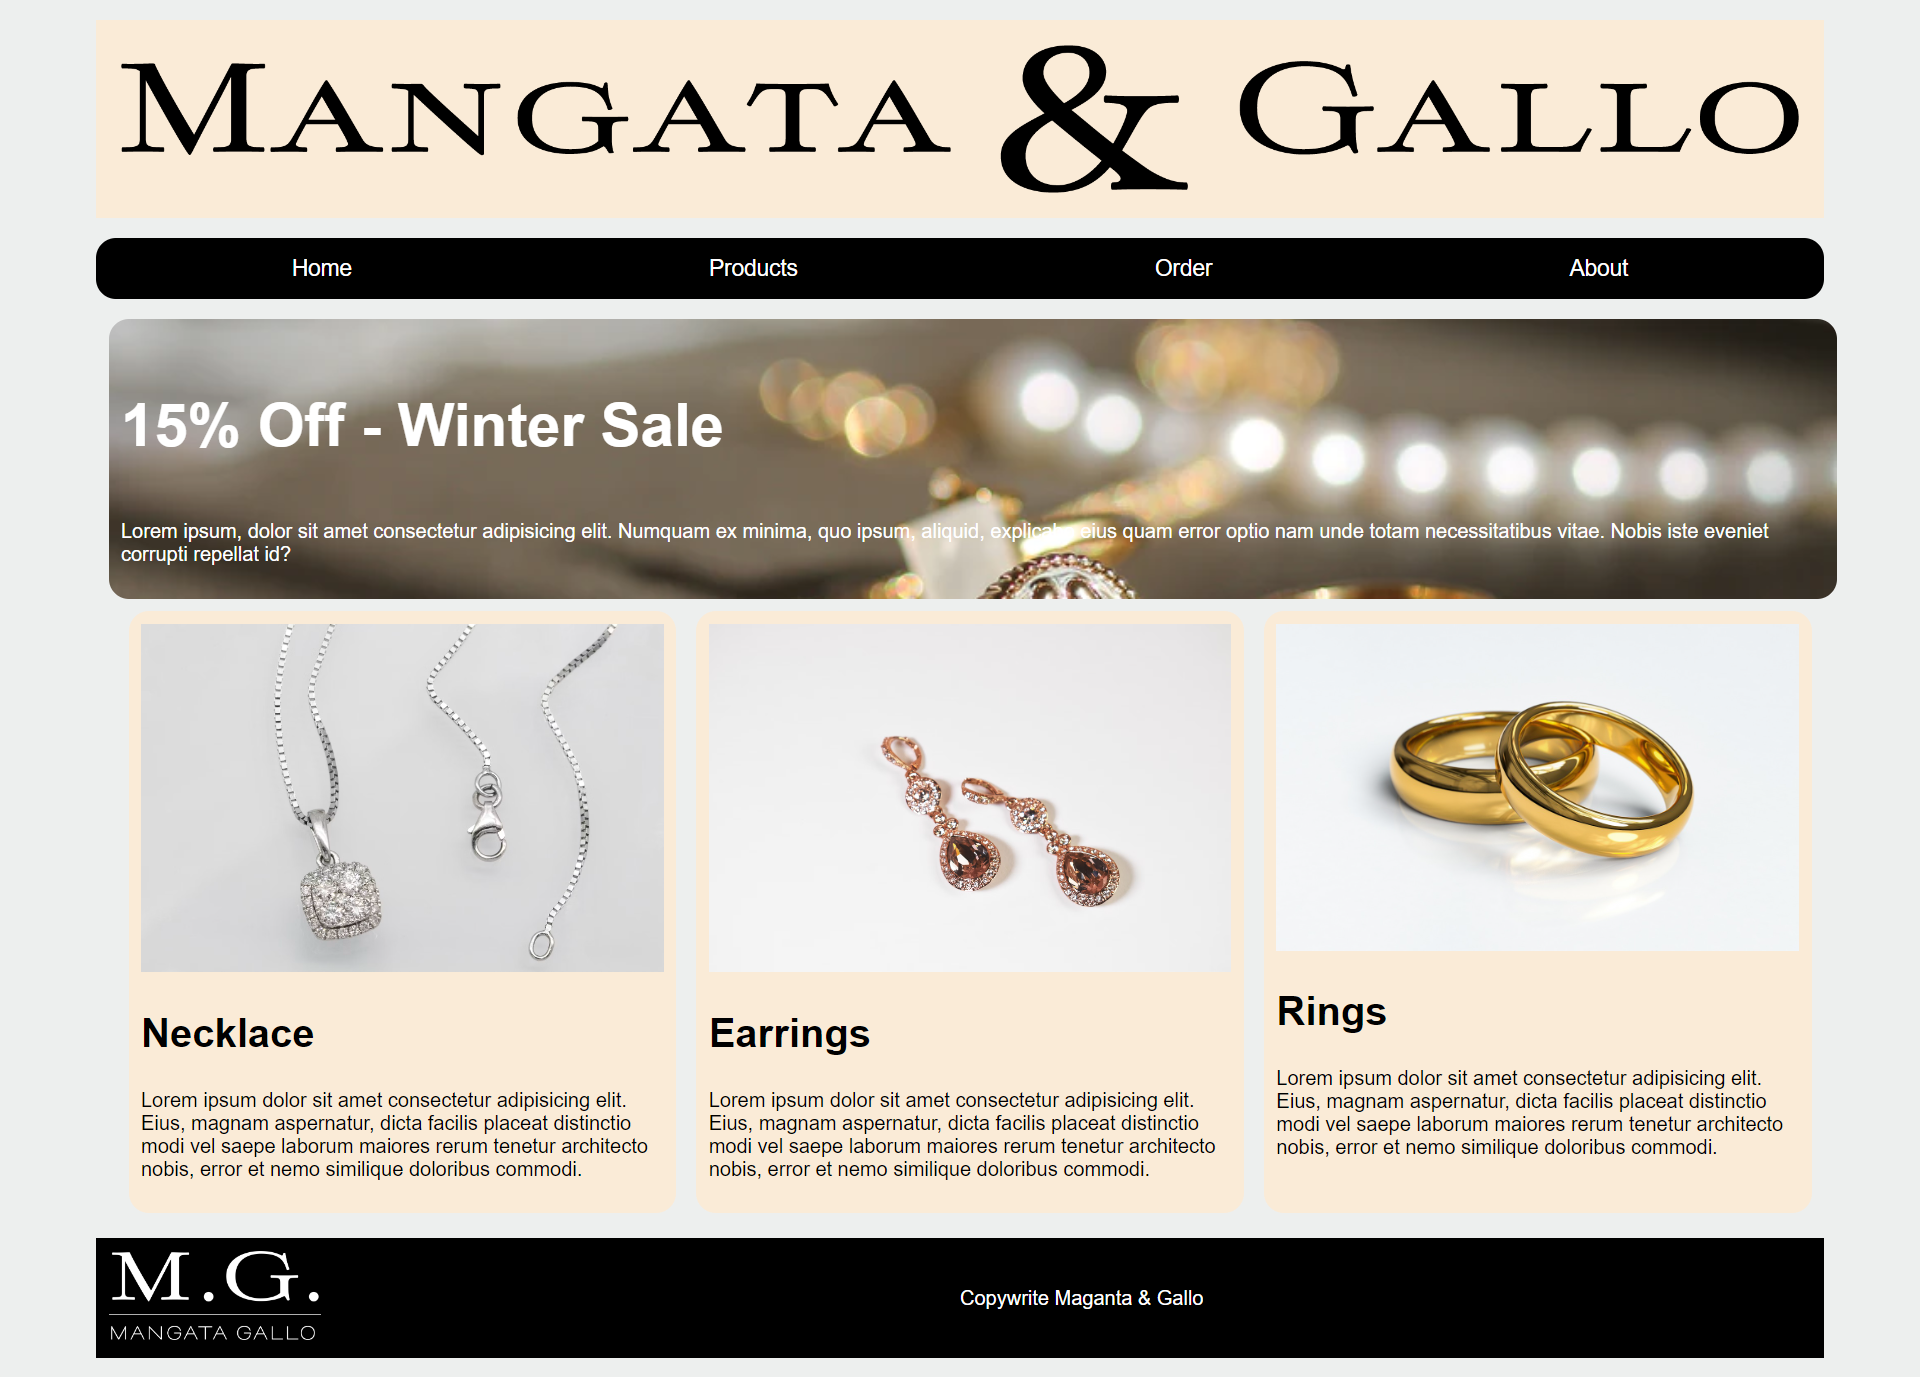 MANGATA & GALLO
Home Products Order About
15% Off - Winter Sale
Lorem ipsum, dolor sit amet consectetur adipisicing elit. Numquam ex minima, quo ipsum, aliquid, explicabo eius quam error optio nam unde totam necessitatibus vitae. Nobis iste eveniet
corrupti repellat id?
Necklace
Lorem ipsum dolor sit amet consectetur adipisicing elit.
Eius, magnam aspernatur, dicta facilis placeat distinctio
modi vel saepe laborum maiores rerum tenetur architecto
nobis, error et nemo similique doloribus commodi.
Earrings
Lorem ipsum dolor sit amet consectetur adipisicing elit.
Eius, magnam aspernatur, dicta facilis placeat distinctio
modi vel saepe laborum maiores rerum tenetur architecto
nobis, error et nemo similique doloribus commodi.
Rings
Lorem ipsum dolor sit amet consectetur adipisicing elit.
Eius, magnam aspernatur, dicta facilis placeat distinctio
modi vel saepe laborum maiores rerum tenetur architecto
nobis, error et nemo similique doloribus commodi.
M.G.
MANGATA GALLO
Copywrite Maganta & Gallo